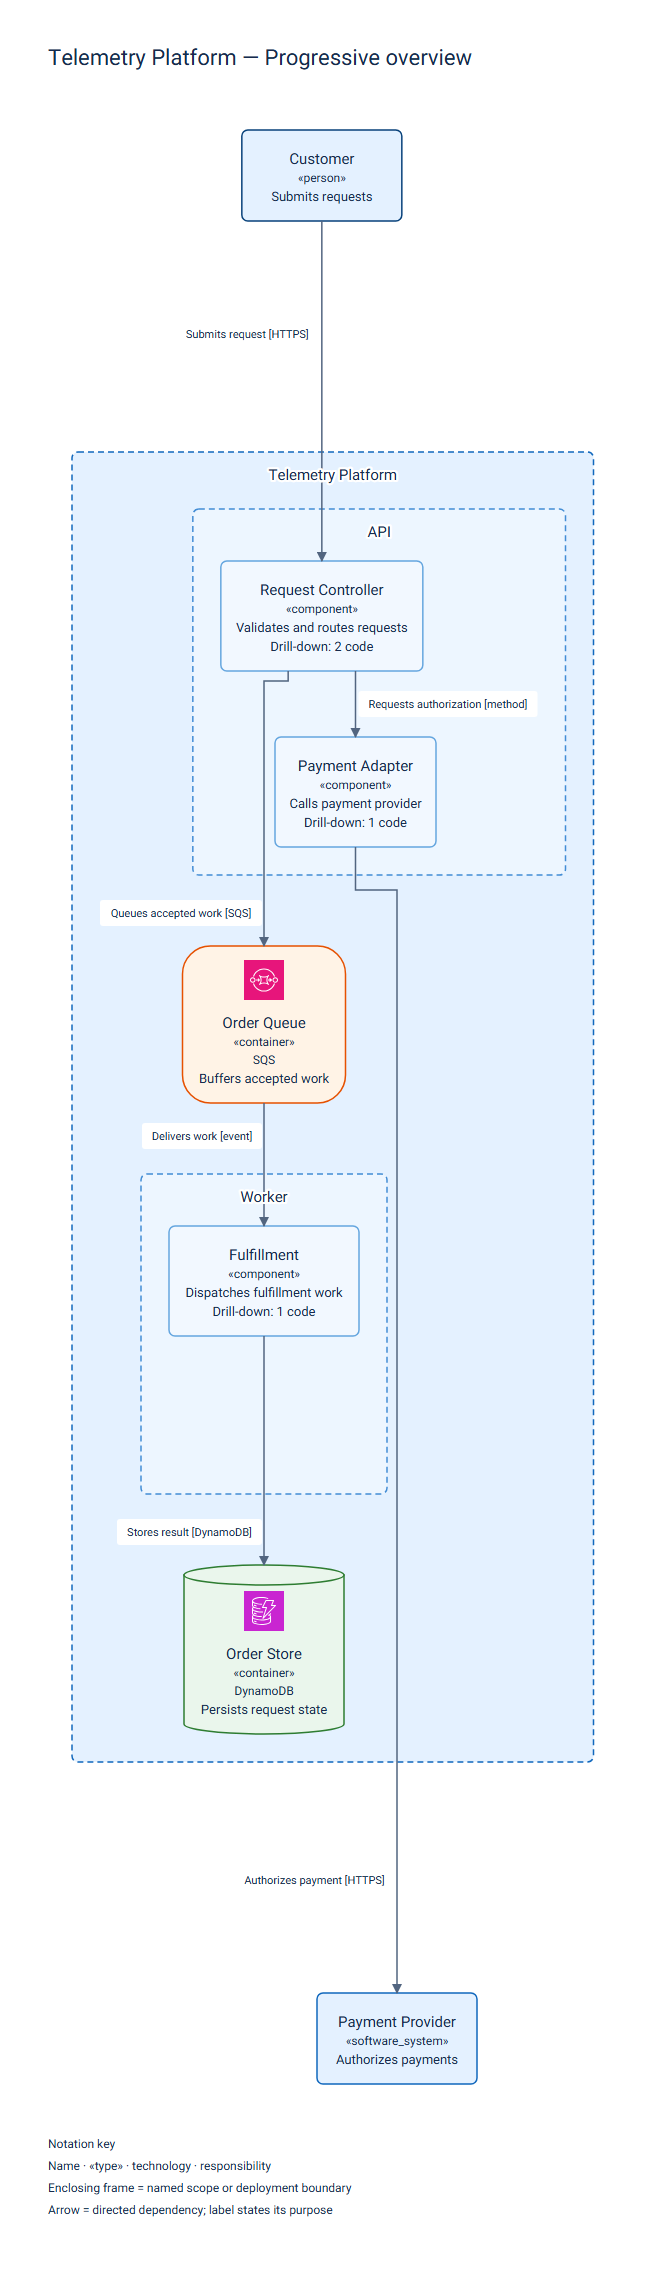 Telemetry Platform — Progressive overview
Customer
«person»
Submits requests
Submits request [HTTPS]
Telemetry Platform
API
Request Controller
«component»
Validates and routes requests
Drill-down: 2 code
Requests authorization [method]
Payment Adapter
«component»
Calls payment provider
Drill-down: 1 code
Queues accepted work [SQS]
Order Queue
«container»
SQS
Buffers accepted work
Delivers work [event]
Worker
Fulfillment
«component»
Dispatches fulfillment work
Drill-down: 1 code
Stores result [DynamoDB]
Order Store
«container»
DynamoDB
Persists request state
Authorizes payment [HTTPS]
Payment Provider
«software_system»
Authorizes payments
Notation key
Name · «type» · technology · responsibility
Enclosing frame = named scope or deployment boundary
Arrow = directed dependency; label states its purpose